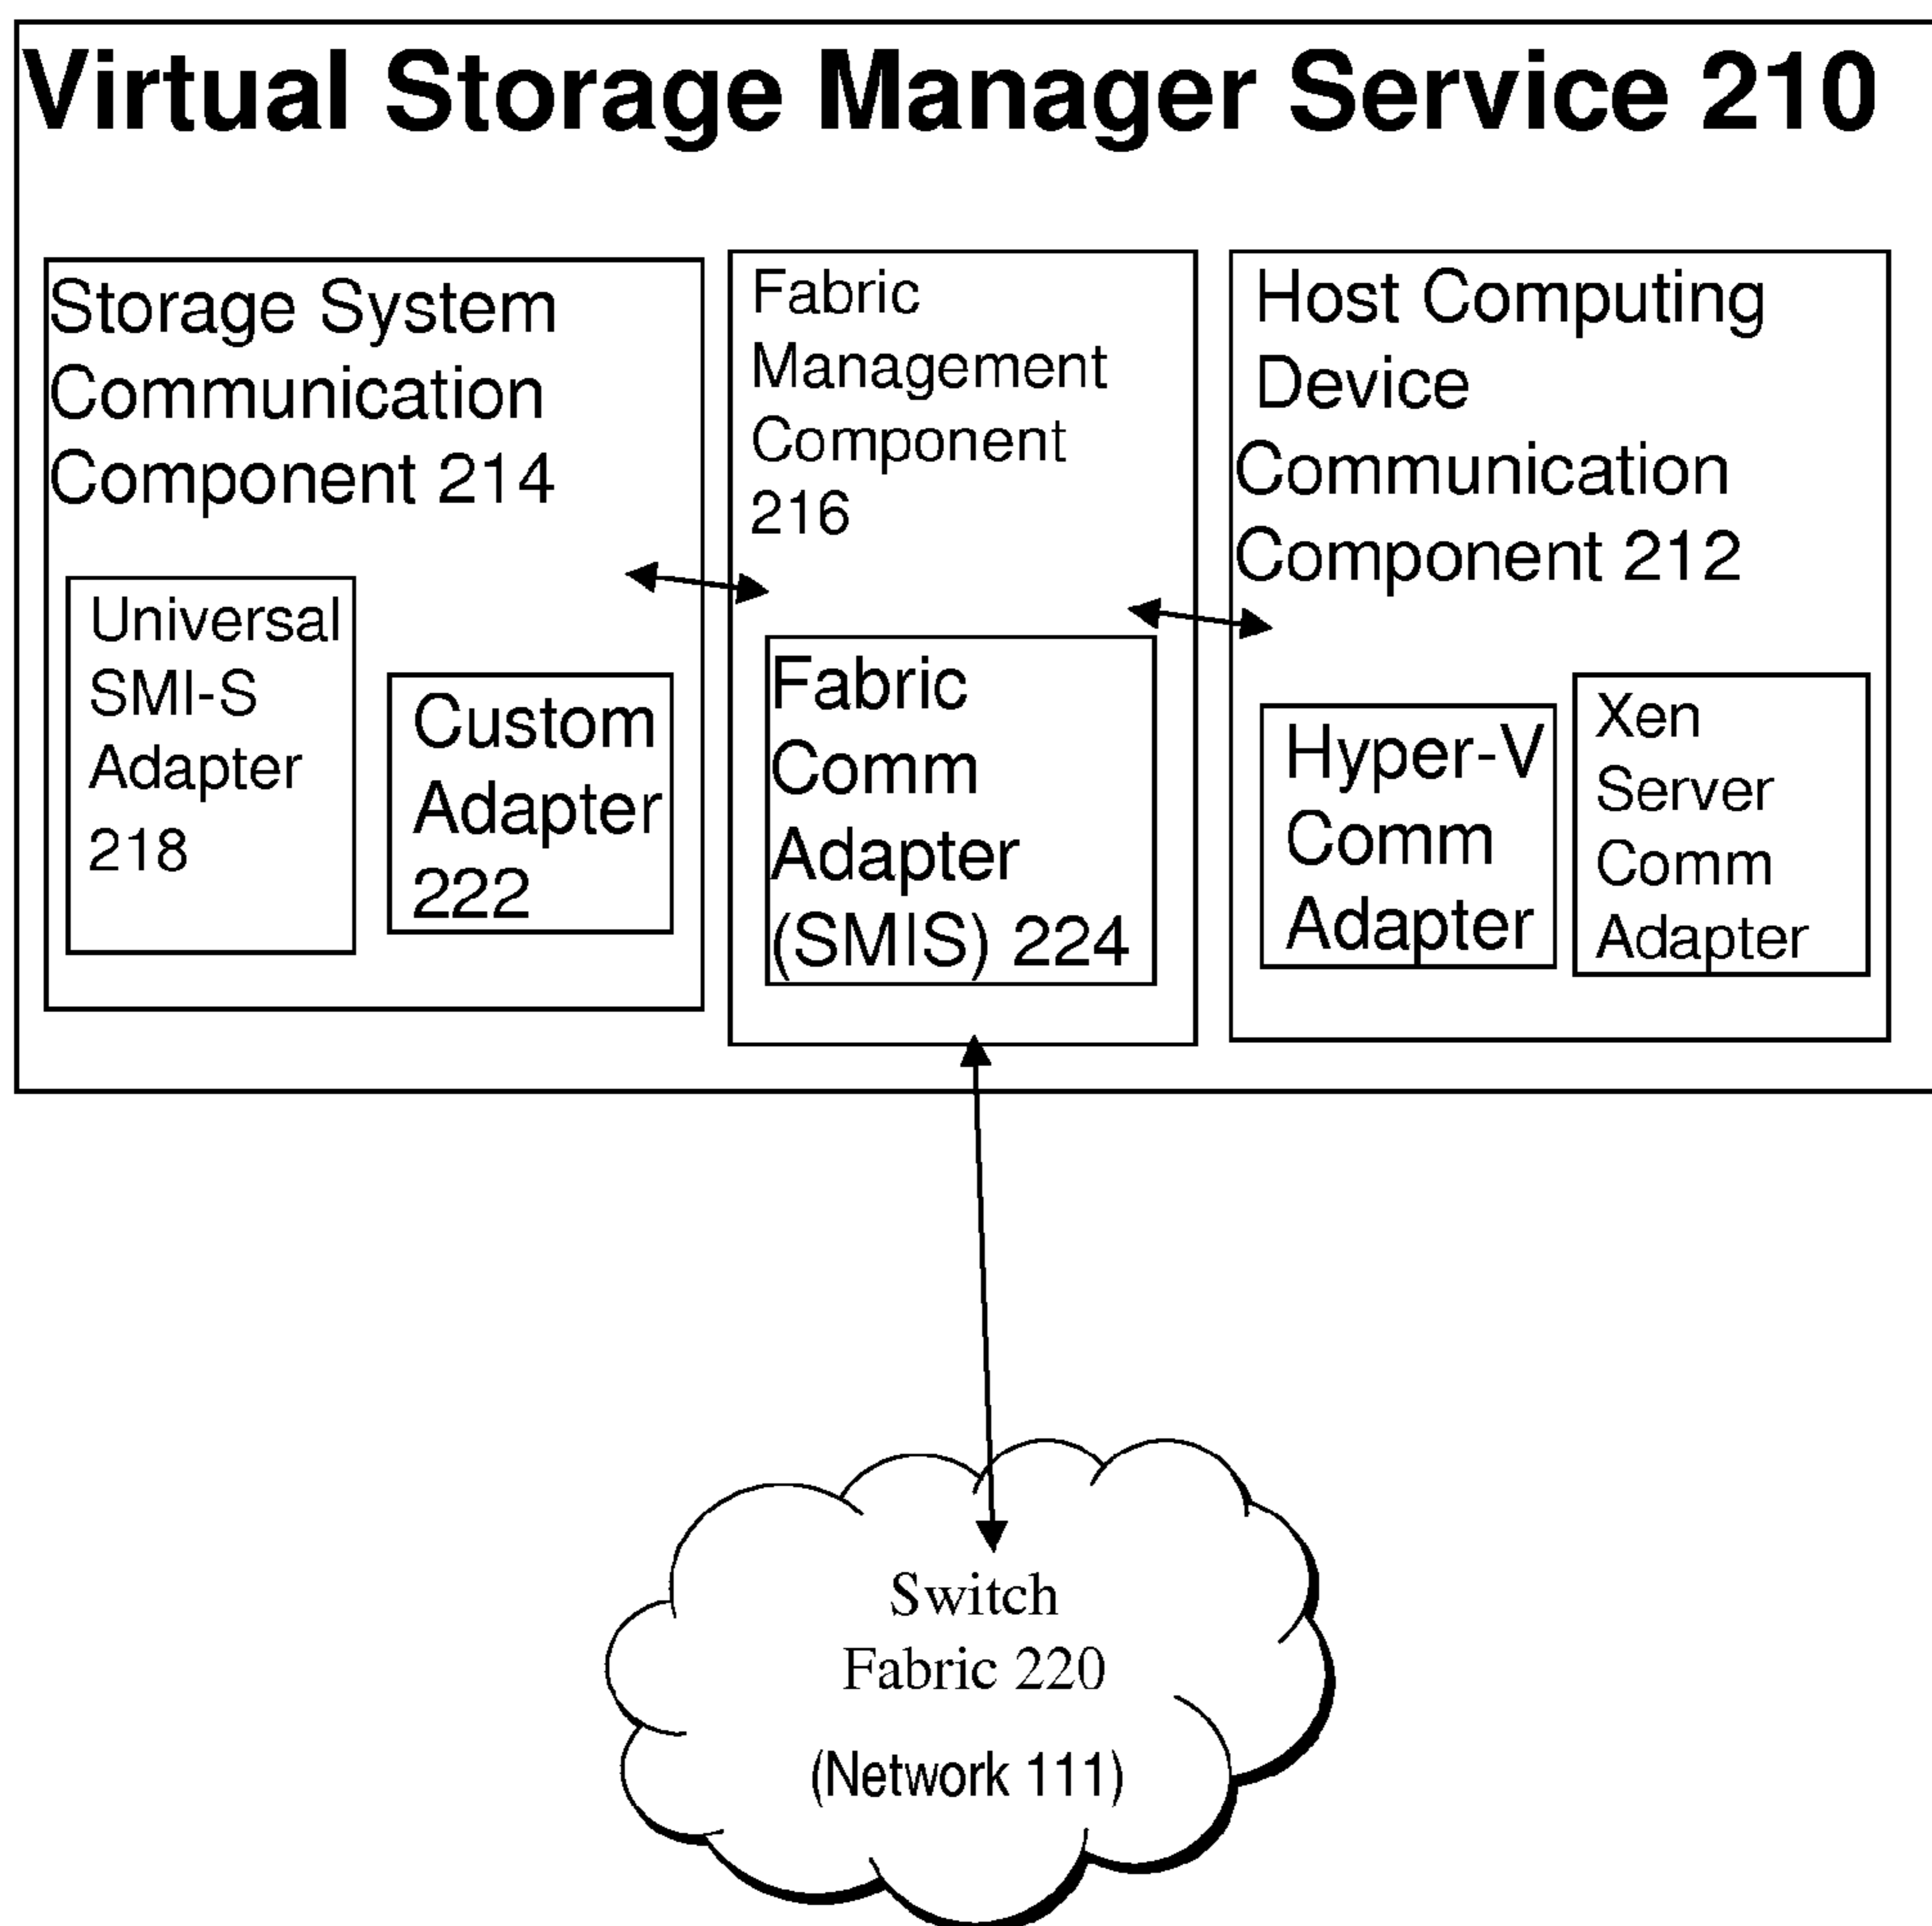 Virtual Storage Manager Service 210
Storage System
Communication
Component 214
Universal
SMI-S
Adapter
218
Custom
Adapter
222
Fabric
Management
Component
216
Fabric
Comm
Adapter
(SMIS) 224
Host Computing
Device
Communication
Component 212
Hyper-V
Comm
Adapter
Xen
Server
Comm
Adapter
Switch
Fabric 220
(Network 111)